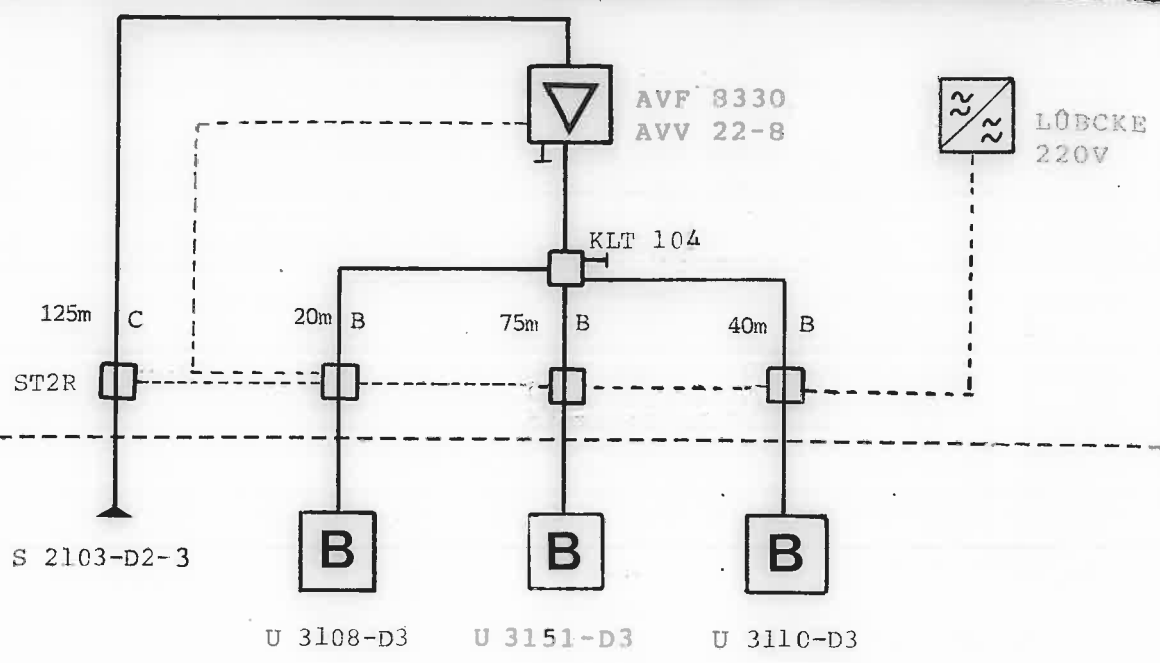 AVF 8330
AVV 22-8
LÜBCKE
220V
KLT 104
125m
C
20m
B
75m
B
40m
B
ST2R
B
B
B
S 2103-D2-3
U 3108-D3
U 3151-D3
U 3110-D3